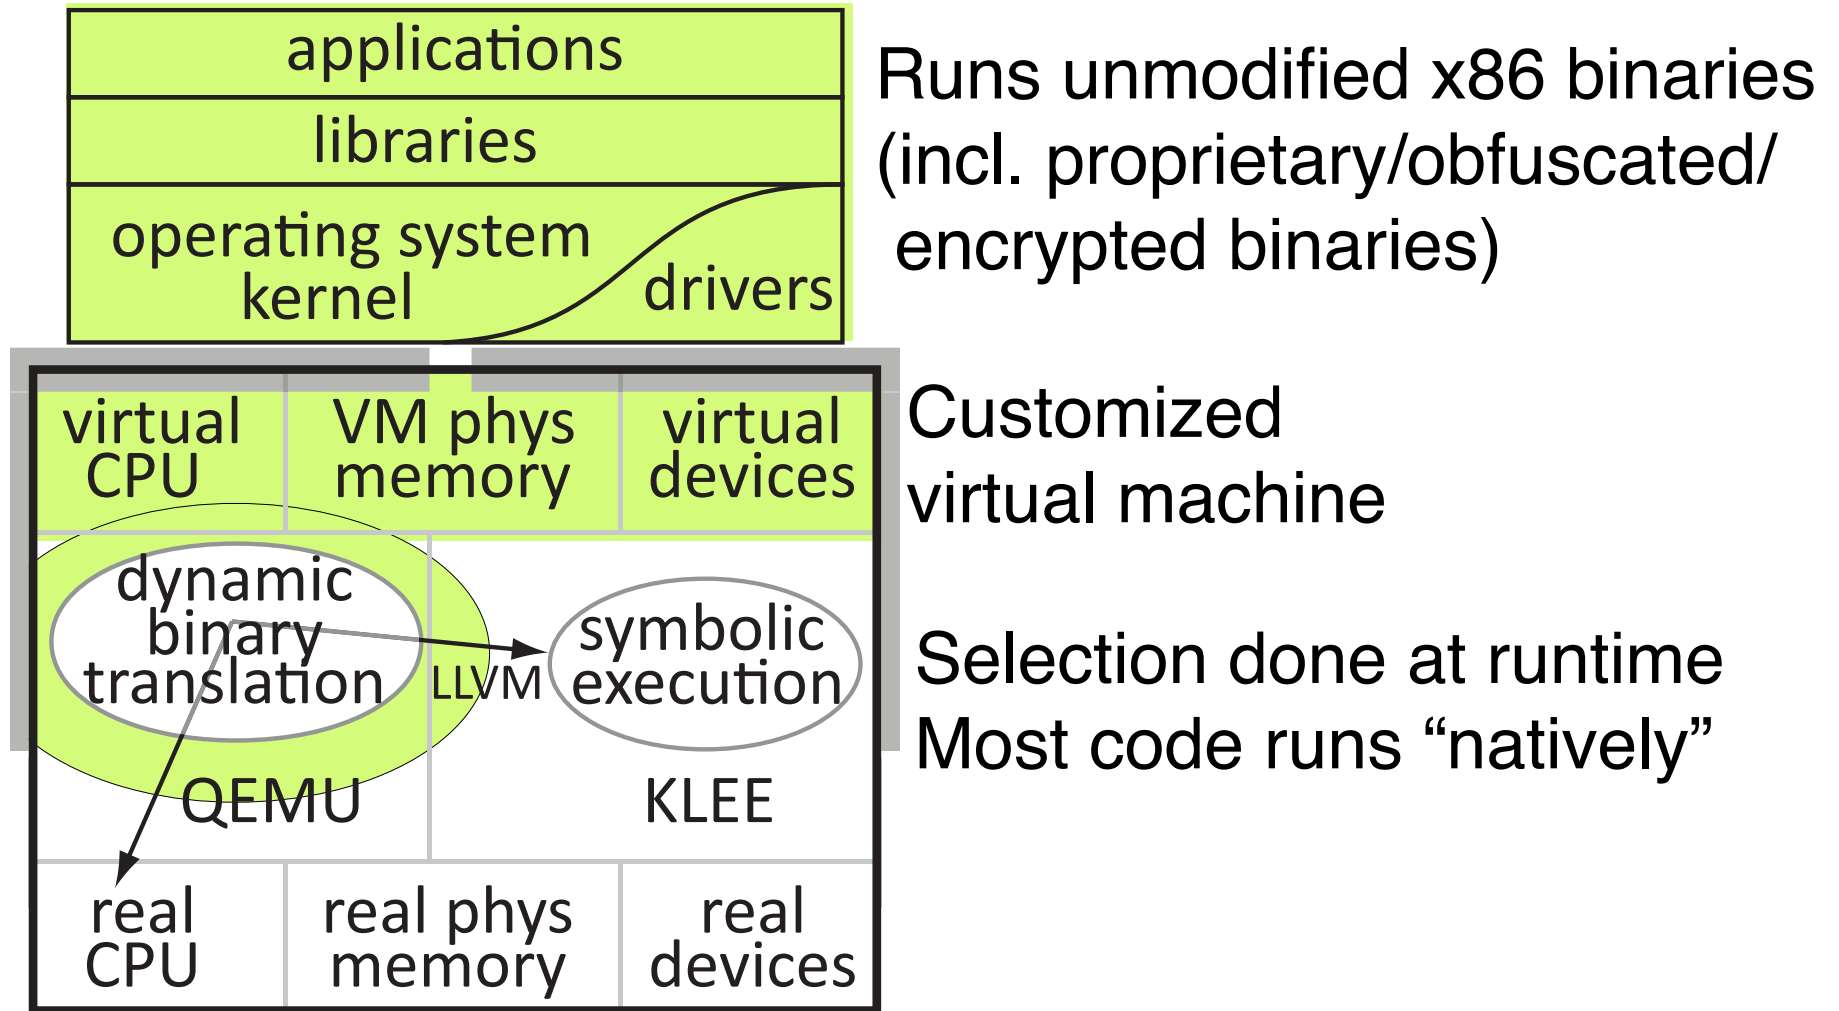 applications
libraries
operating system
kernel
drivers
Runs unmodified x86 binaries
(incl. proprietary/obfuscated/
encrypted binaries)
virtual
CPU
VM phys
memory
virtual
devices
Customized
virtual machine
dynamic
binary
translation
LLVM
symbolic
execution
QEMU
KLEE
Selection done at runtime
Most code runs “natively”
real
CPU
real phys
memory
real
devices